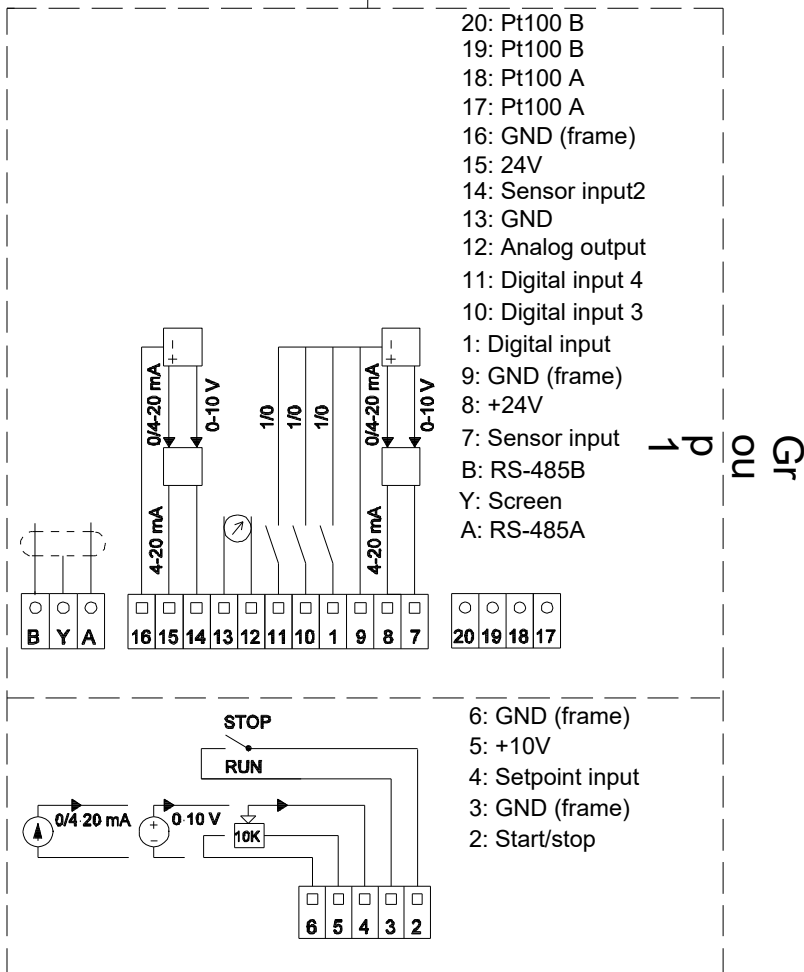 20: Pt100 B
19: Pt100 B
18: Pt100 A
17: Pt100 A
16: GND (frame)
15: 24V
14: Sensor input2
13: GND
12: Analog output
11: Digital input 4
10: Digital input 3
1: Digital input
9: GND (frame)
8: +24V
7: Sensor input
B: RS-485B
Y: Screen
A: RS-485A
Gr
ou
p
1
- +
0/4-20 mA
0-10 V
4-20 mA
1/0
1/0
1/0
- +
0/4-20 mA
0-10 V
4-20 mA
B Y A
16 15 14 13 12 11 10 1 9 8 7
20 19 18 17
6: GND (frame)
5: +10V
4: Setpoint input
3: GND (frame)
2: Start/stop
STOP
RUN
0/4-20 mA
+ -
0-10 V
10K
6 5 4 3 2